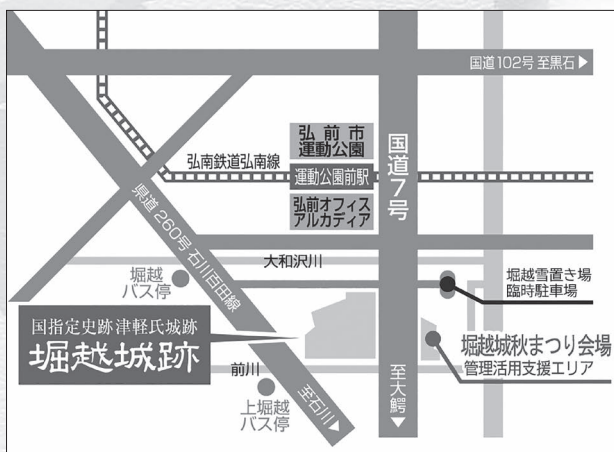 国道102号 至黒石▶
弘前市
運動公園
国道7号
弘南鉄道弘南線
運動公園前駅
弘前オフィス
アルカディア
県道260号 石川百田線
大和沢川
堀越
バス停
堀越雪置き場
臨時駐車場
国指定史跡津軽氏城跡
堀越城跡
堀越城秋まつり会場
管理活用支援エリア
前川
至石川▶
至大鰐▼
上堀越
バス停